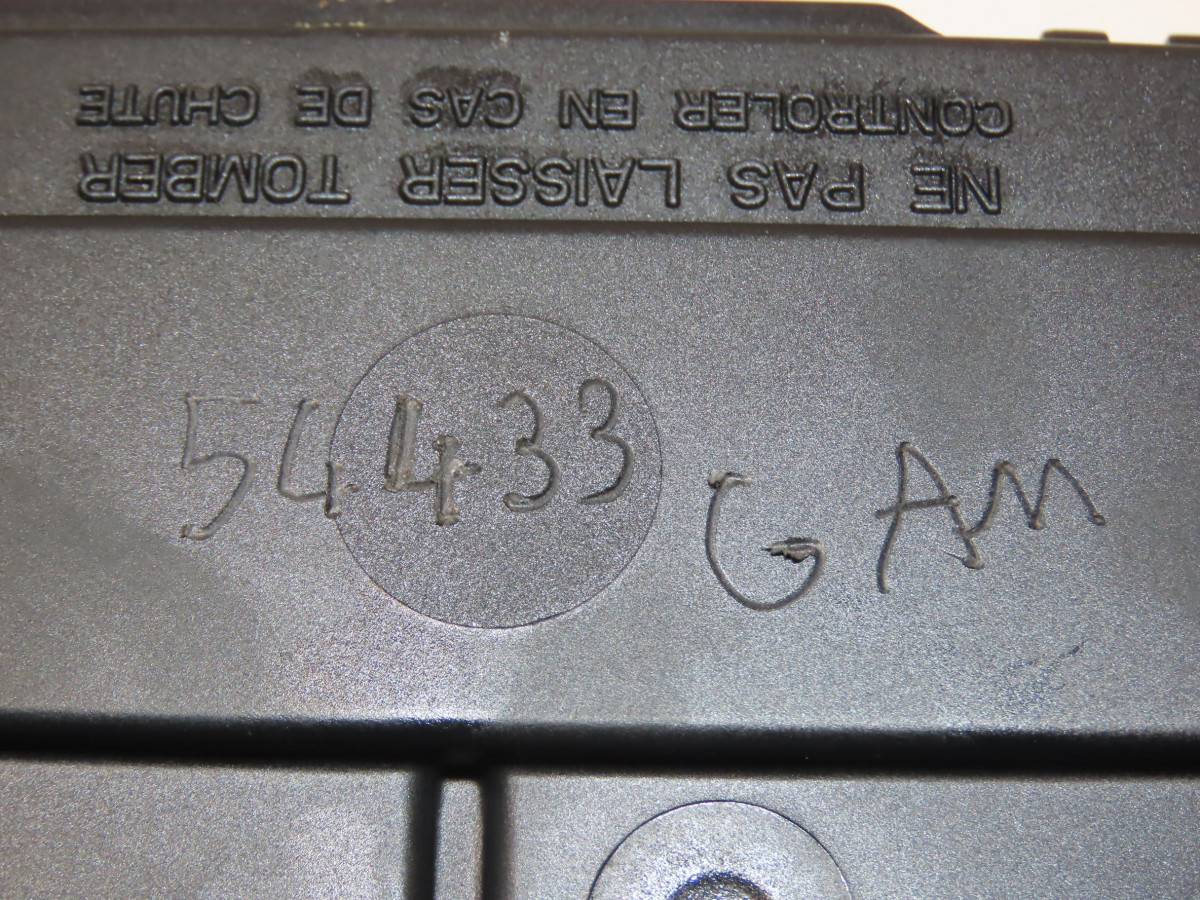 NE PAS LAISSER TOMBER
CONTROLER EN CAS DE CHUTE
54433 GAM